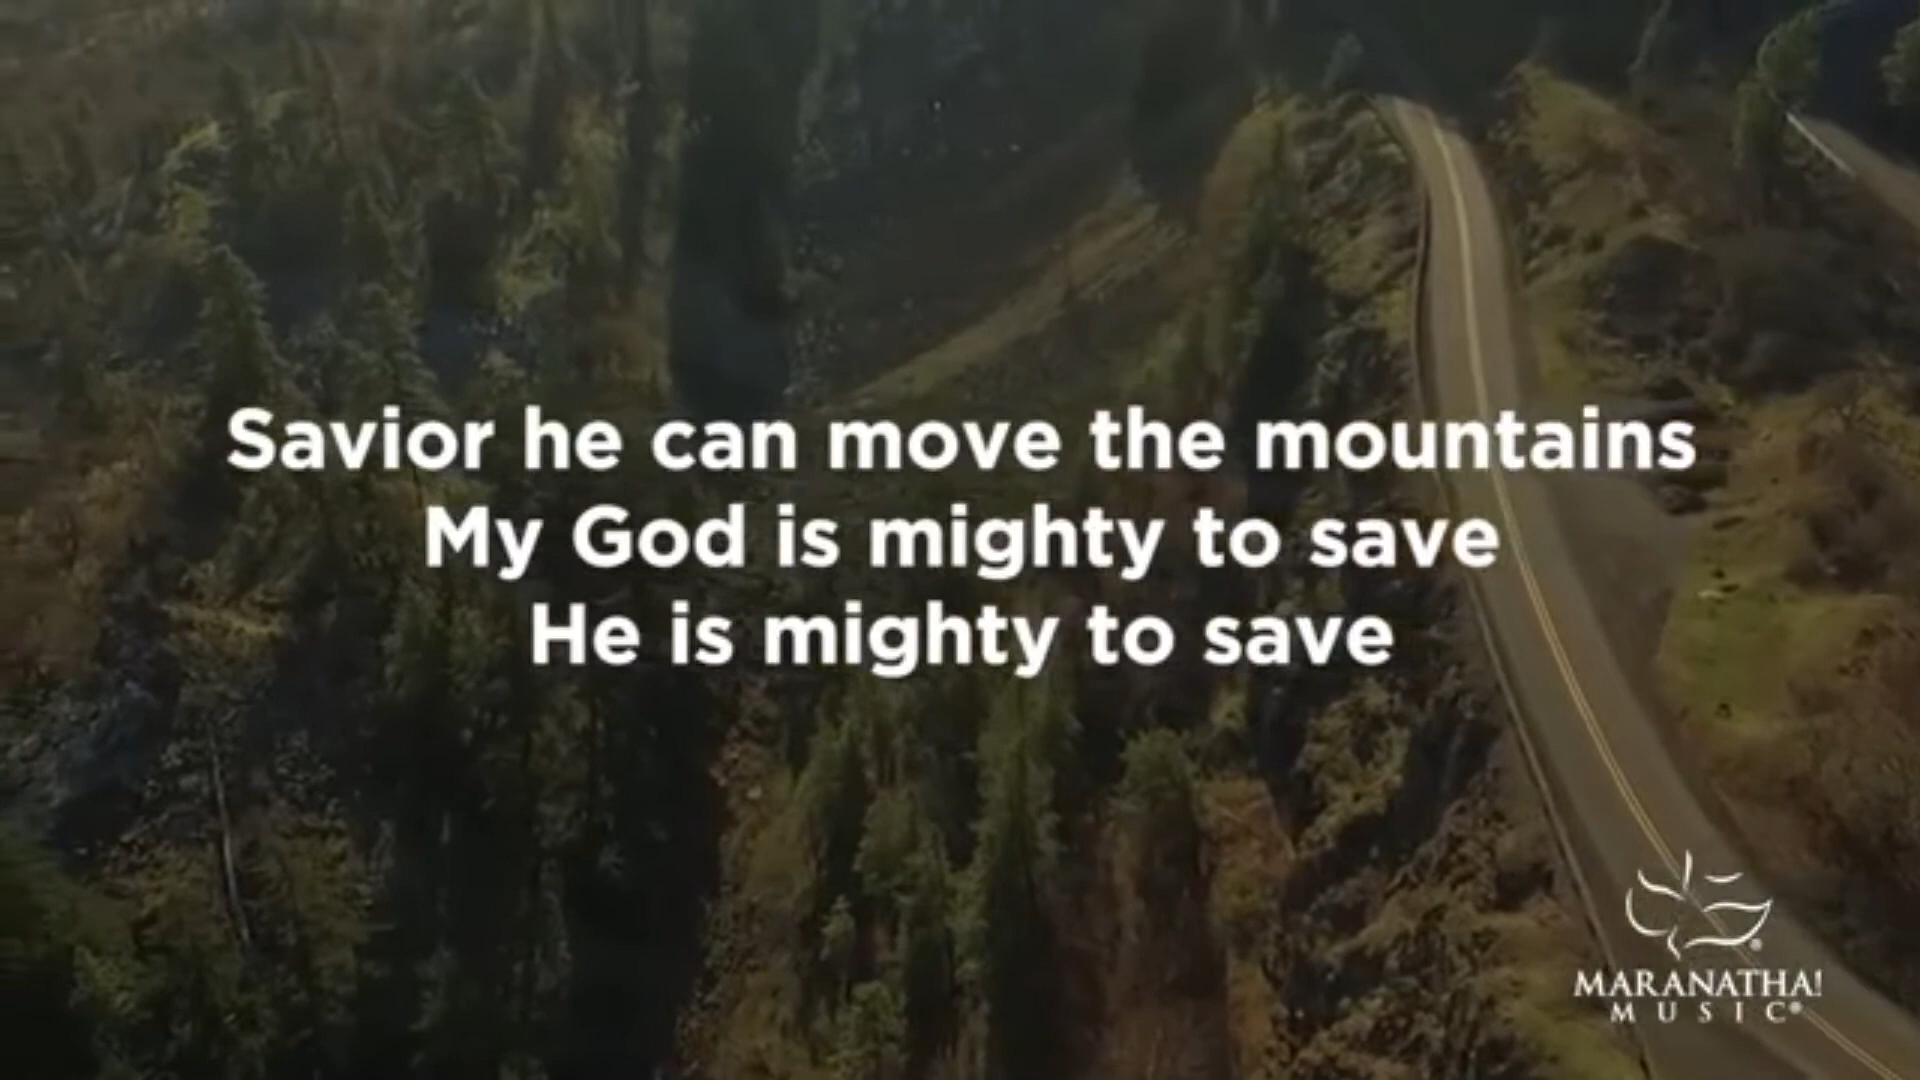 Savior he can move the mountains
My God is mighty to save
He is mighty to save
MARANATHA!
MUSIC®